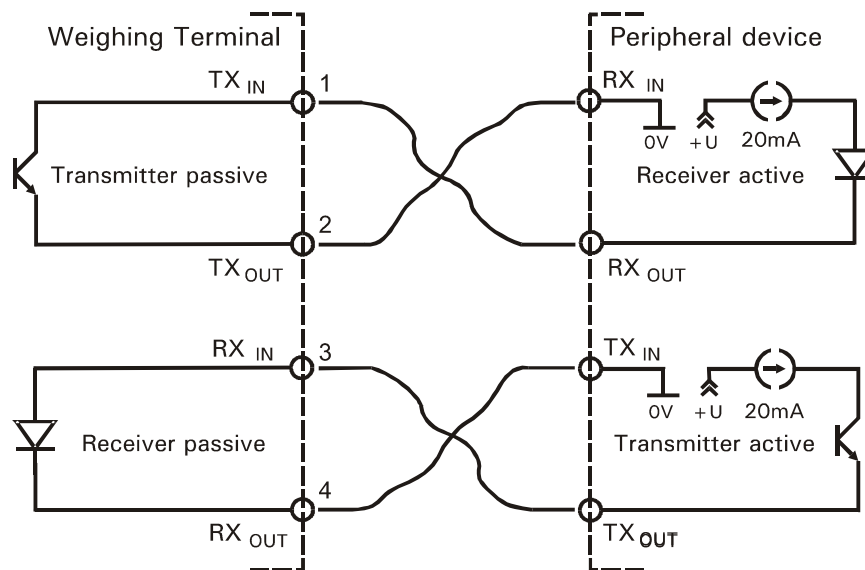 Weighing Terminal
Peripheral device
TX IN
1
RX IN
0V
+U
20mA
Transmitter passive
Receiver active
2
TX OUT
RX OUT
RX IN
3
TX IN
0V
+U
20mA
Receiver passive
Transmitter active
4
RX OUT
TX OUT